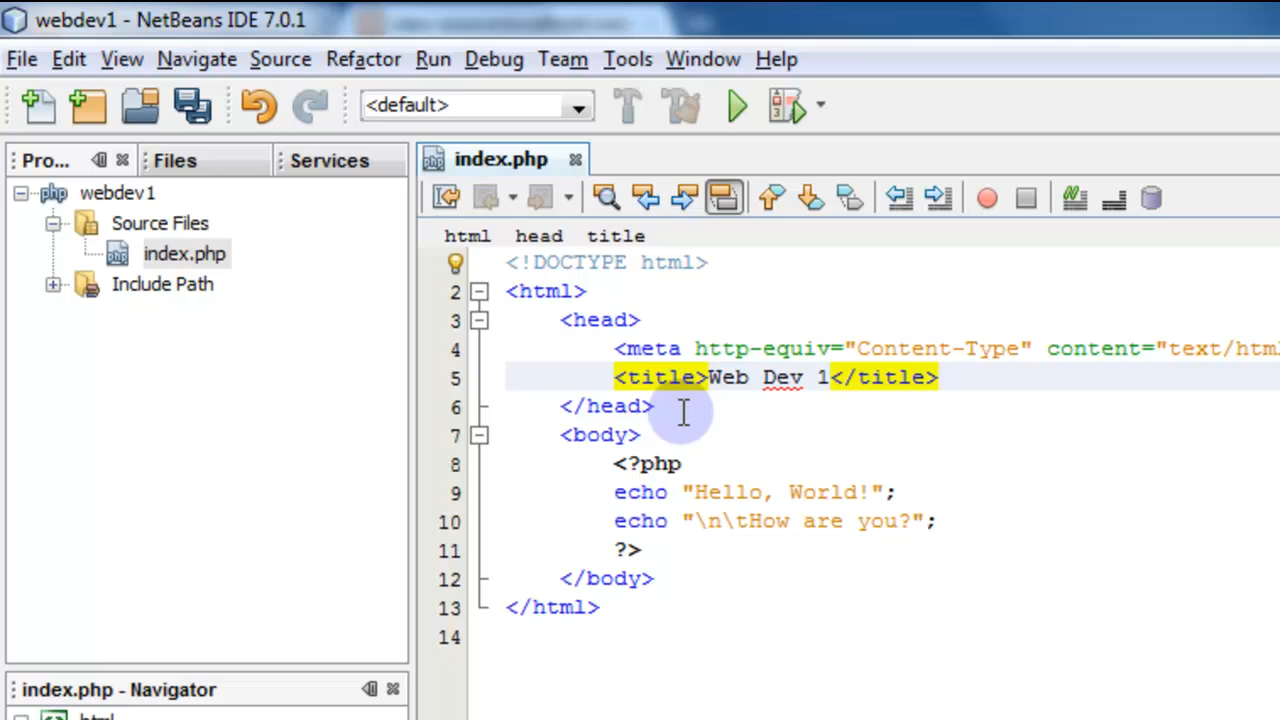 webdev1 - NetBeans IDE 7.0.1
File Edit View Navigate Source Refactor Run Debug Team Tools Window Help
<default>
Pro... Files Services
index.php
webdev1
Source Files
index.php
Include Path
html head title
<!DOCTYPE html>
2 <html>
3 <head>
4 <meta http-equiv="Content-Type" content="text/html
5 <title>Web Dev 1</title>
6 </head>
7 <body>
8 <?php
9 echo "Hello, World!";
10 echo "\n\tHow are you?";
11 ?>
12 </body>
13 </html>
14
index.php - Navigator
html